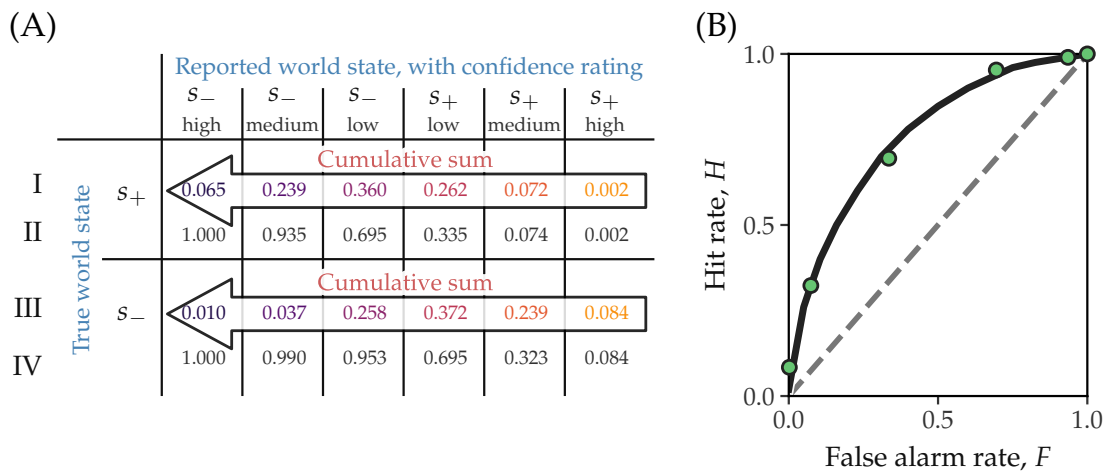 (A)
Reported world state, with confidence rating
s− s− s− s+ s+ s+
high medium low low medium high
True world state
Cumulative sum
I s+ 0.065 0.239 0.360 0.262 0.072 0.002
II 1.000 0.935 0.695 0.335 0.074 0.002
Cumulative sum
III s− 0.010 0.037 0.258 0.372 0.239 0.084
IV 1.000 0.990 0.953 0.695 0.323 0.084
(B)
1.0
Hit rate, H
0.5
0.0
0.0 0.5 1.0
False alarm rate, F